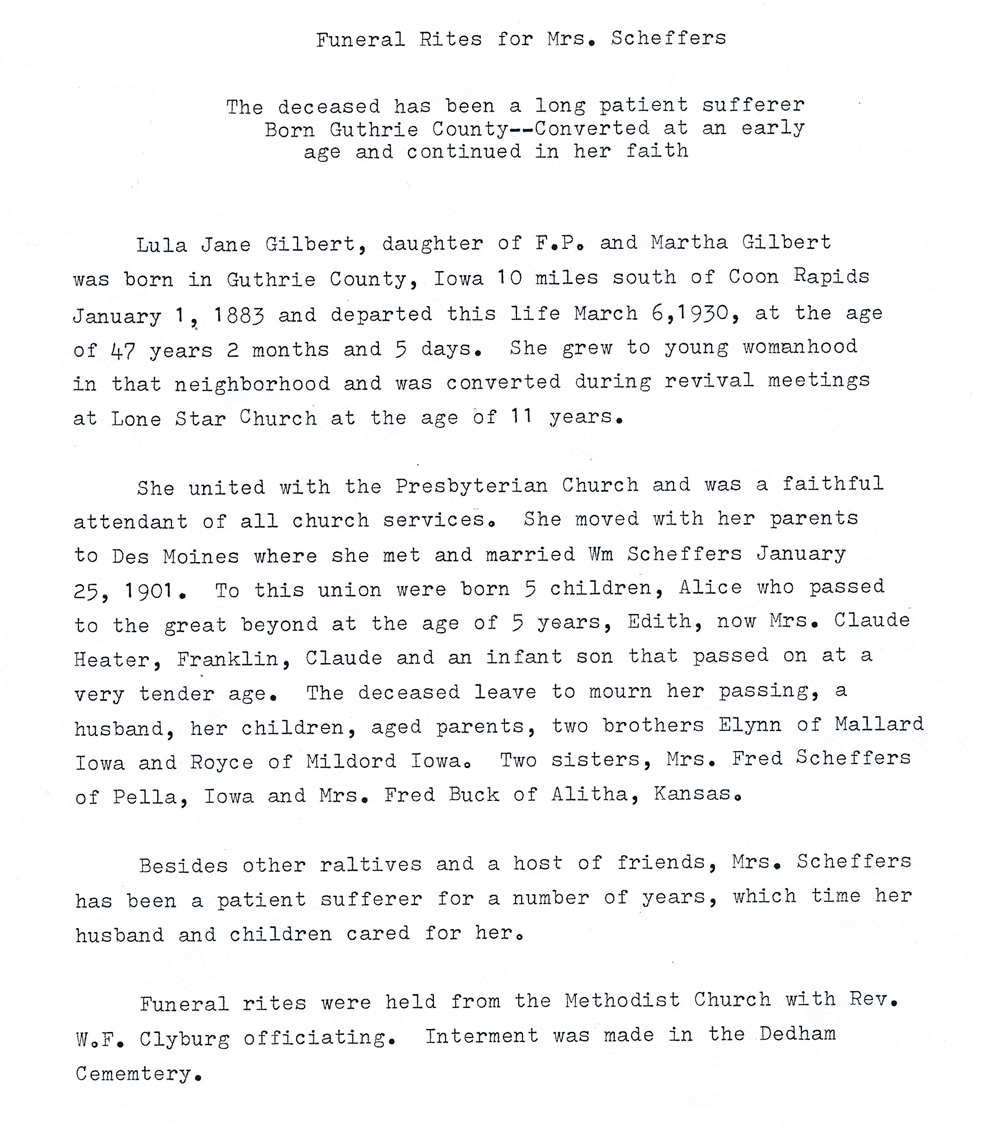 Funeral Rites for Mrs. Scheffers
The deceased has been a long patient sufferer
Born Guthrie County--Converted at an early
age and continued in her faith
Lula Jane Gilbert, daughter of F.P. and Martha Gilbert
was born in Guthrie County, Iowa 10 miles south of Coon Rapids
January 1, 1883 and departed this life March 6,1930, at the age
of 47 years 2 months and 5 days. She grew to young womanhood
in that neighborhood and was converted during revival meetings
at Lone Star Church at the age of 11 years.
She united with the Presbyterian Church and was a faithful
attendant of all church services. She moved with her parents
to Des Moines where she met and married Wm Scheffers January
25, 1901. To this union were born 5 children, Alice who passed
to the great beyond at the age of 5 years, Edith, now Mrs. Claude
Heater, Franklin, Claude and an infant son that passed on at a
very tender age. The deceased leave to mourn her passing, a
husband, her children, aged parents, two brothers Elynn of Mallard
Iowa and Royce of Mildord Iowa. Two sisters, Mrs. Fred Scheffers
of Pella, Iowa and Mrs. Fred Buck of Alitha, Kansas.
Besides other raltives and a host of friends, Mrs. Scheffers
has been a patient sufferer for a number of years, which time her
husband and children cared for her.
Funeral rites were held from the Methodist Church with Rev.
W.F. Clyburg officiating. Interment was made in the Dedham
Cememtery.